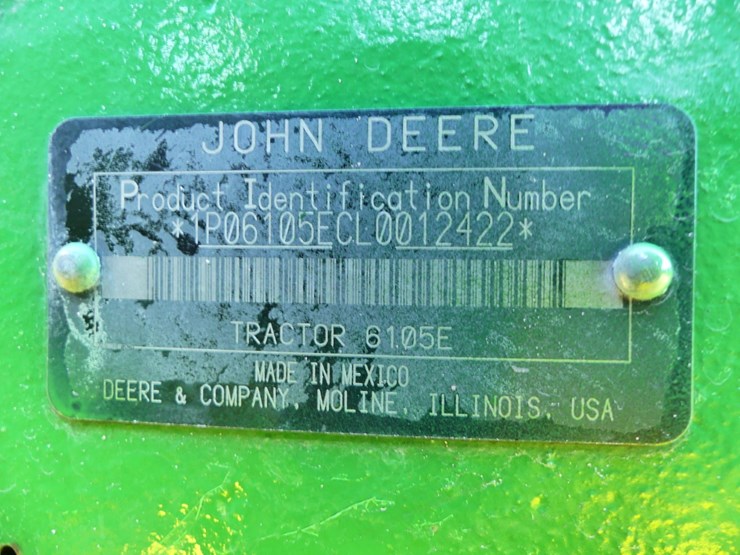 JOHN DEERE
Product Identification Number
*1P06105ECL0012422*
TRACTOR 6105E
MADE IN MEXICO
DEERE & COMPANY, MOLINE, ILLINOIS, USA